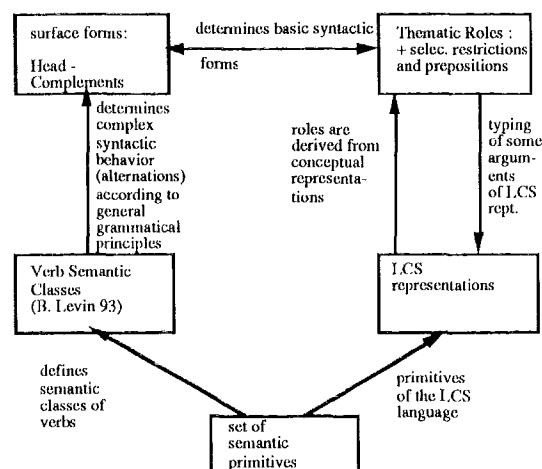 surface forms:
Head -
Complements
determines basic syntactic
forms
Thematic Roles :
+ selec. restrictions
and prepositions
determines
complex
syntactic
behavior
(alternations)
according to
general
grammatical
principles
roles are
derived from
conceptual
representa-
tions
typing
of some
argum-
ents
of LCS
rept.
Verb Semantic
Classes
(B. Levin 93)
LCS
representations
defines
semantic
classes of
verbs
primitives
of the LCS
language
set of
semantic
primitives